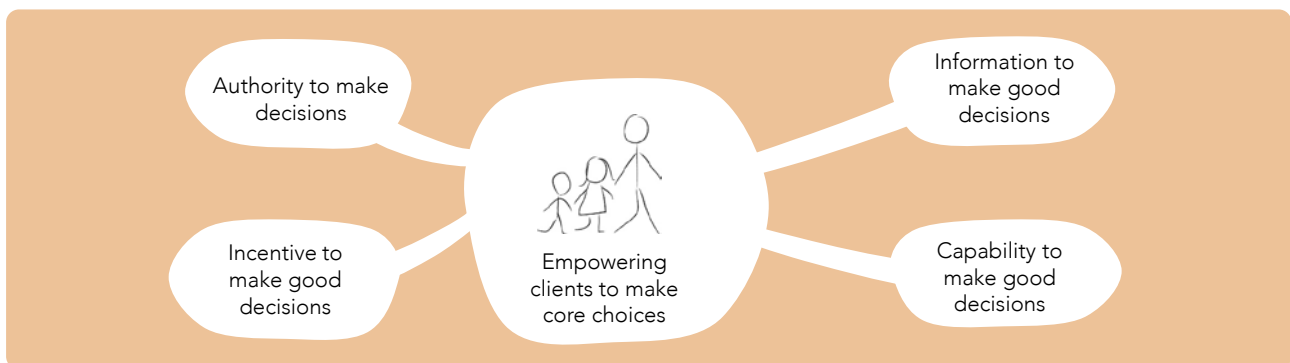 Authority to make
decisions
Information to
make good
decisions
Empowering
clients to make
core choices
Incentive to
make good
decisions
Capability to
make good
decisions